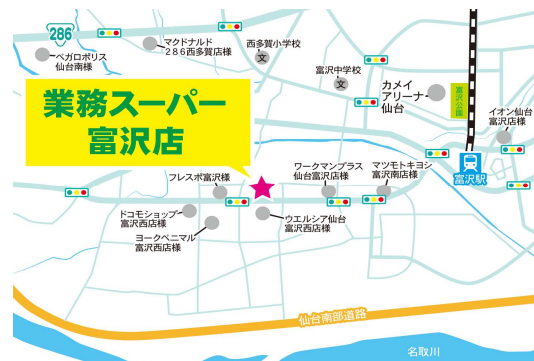 286
マクドナルド
286西多賀店様
ベガロポリス
仙台南様
西多賀小学校
文
富沢中学校
文
カメイ
アリーナ
仙台
富沢公園
イオン仙台
富沢店様
業務スーパー
富沢店
富沢駅
フレスポ富沢様
ワークマンプラス
仙台富沢店様
マツモトキヨシ
富沢南店様
ドコモショップ
富沢西店様
ウエルシア仙台
富沢西店様
ヨークベニマル
富沢西店様
仙台南部道路
名取川